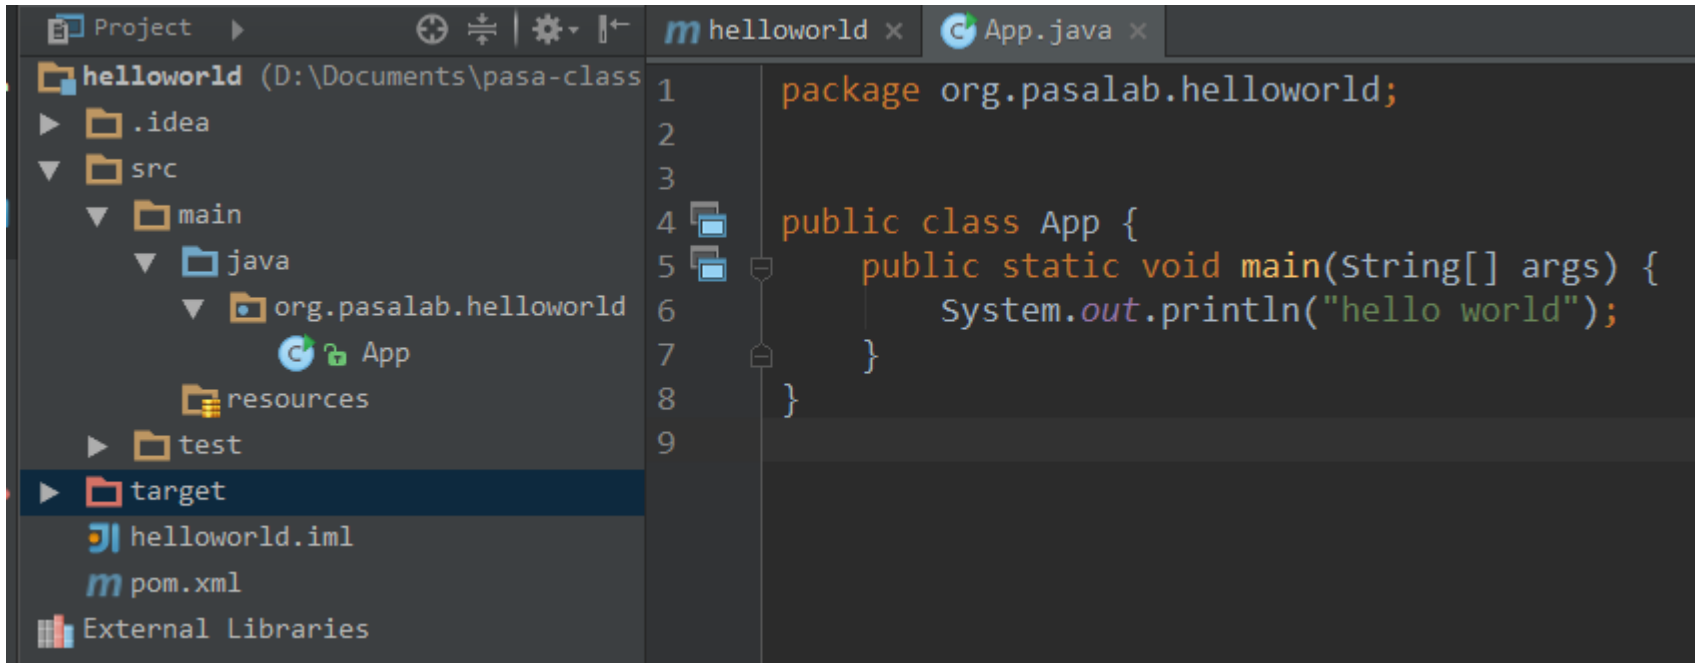 Project
helloworld (D:\Documents\pasa-class
.idea
src
main
java
org.pasalab.helloworld
App
resources
test
target
helloworld.iml
pom.xml
External Libraries
helloworld
App.java
1 package org.pasalab.helloworld;
2
3
4 public class App {
5 public static void main(String[] args) {
6 System.out.println("hello world");
7 }
8 }
9